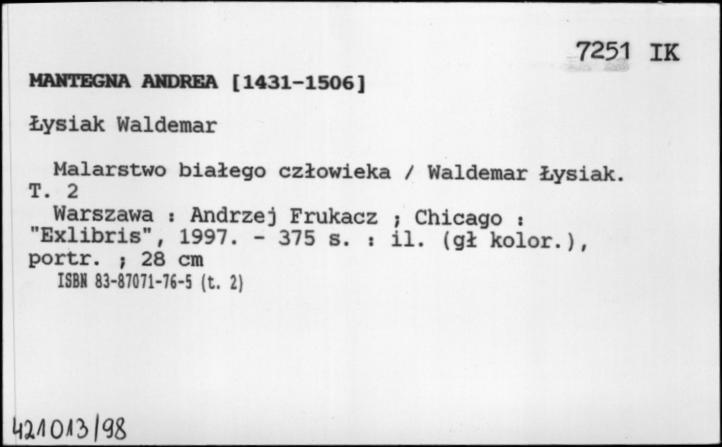 7251 IK
MANTEGNA ANDREA [1431-1506]
Łysiak Waldemar
Malarstwo białego człowieka / Waldemar Łysiak.
T. 2
Warszawa : Andrzej Frukacz ; Chicago :
"Exlibris", 1997. - 375 s. : il. (gł kolor.),
portr. ; 28 cm
ISBN 83-87071-76-5 (t. 2)
421013/98